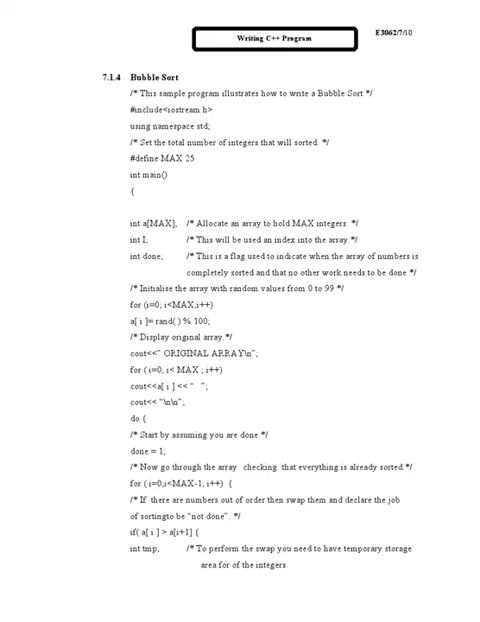 Writing C++ Program
E3062/7/10
7.1.4 Bubble Sort
/* This sample program illustrates how to write a Bubble Sort */
#include<iostream.h>
using namespace std;
/* Set the total number of integers that will sorted. */
#define MAX 25
int main()
{
int a[MAX], /* Allocate an array to hold MAX integers. */
int I, /* This will be used an index into the array.*/
int done, /* This is a flag used to indicate when the array of numbers is
completely sorted and that no other work needs to be done */
/* Initialise the array with random values from 0 to 99 */
for (i=0; i<MAX;i++)
a[ i ]= rand( ) % 100;
/* Display original array.*/
cout<<" ORIGINAL ARRAY\n";
for ( i=0; i< MAX ; i++)
cout<<a[ i ] << "  ";
cout<< "\n\n";
do {
/* Start by assuming you are done.*/
done = 1;
/* Now go through the array checking that everything is already sorted.*/
for ( i=0;i<MAX-1; i++) {
/* If there are numbers out of order then swap them and declare the job
of sortingto be "not done". */
if( a[ i ] > a[i+1] {
int tmp; /* To perform the swap you need to have temporary storage
area for of the integers.